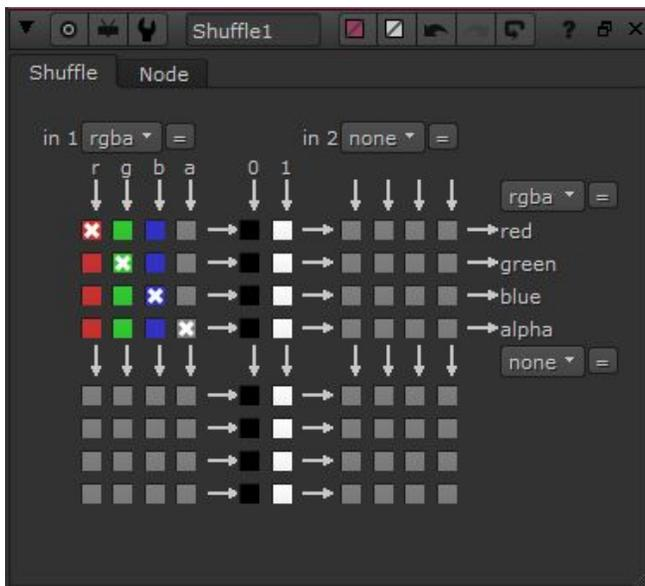 Shuffle1 ?
Shuffle Node
in 1 rgba = in 2 none =
r g b a 0 1
rgba =
red
green
blue
alpha
none =